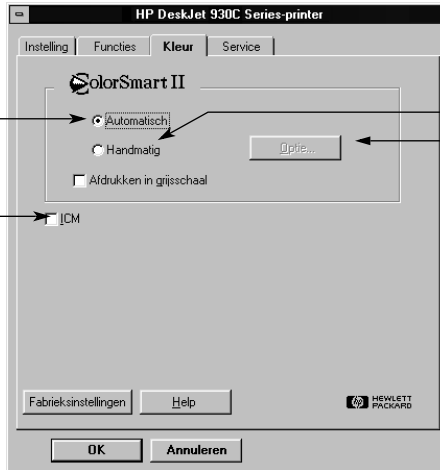 HP DeskJet 930C Series-printer
Instelling Functies Kleur Service
ColorSmart II
Automatisch
Handmatig
Optie...
Afdrukken in grijsschaal
ICM
Fabrieksinstellingen Help
hp HEWLETT
PACKARD
OK Annuleren